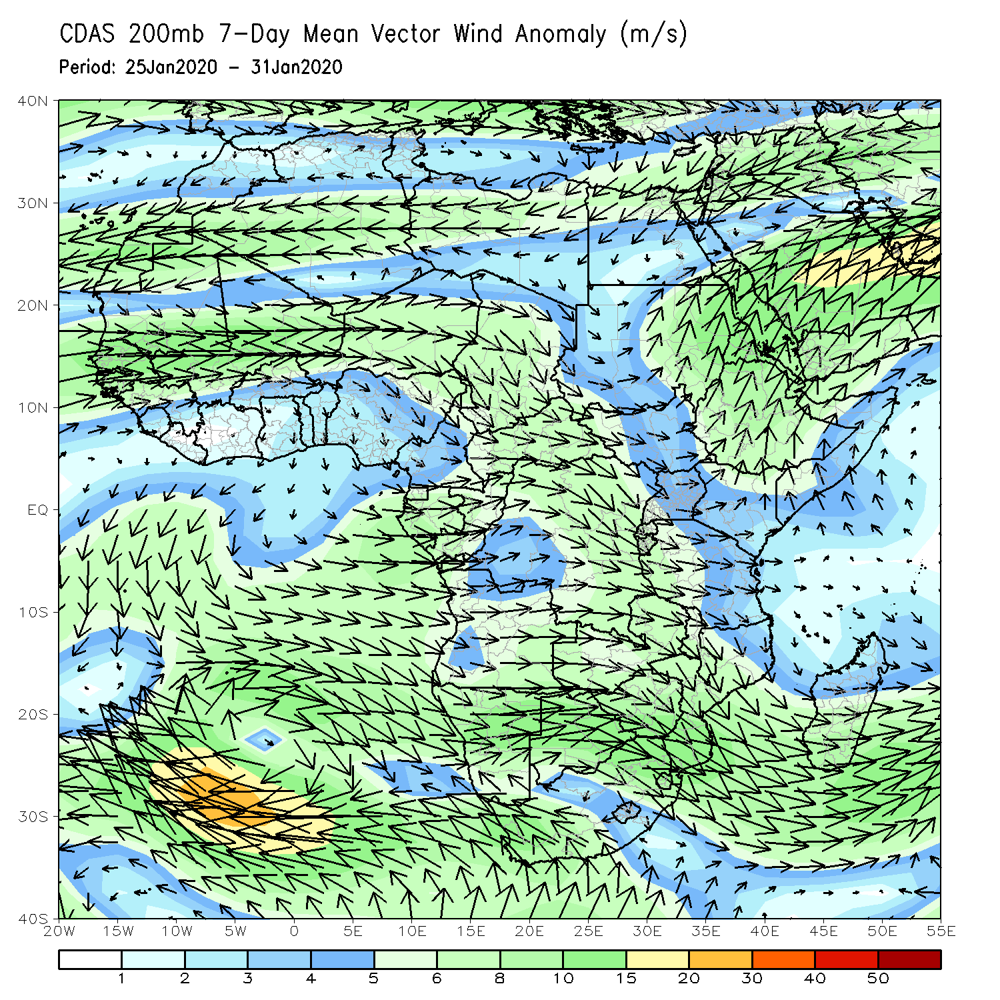 CDAS 200mb 7-Day Mean Vector Wind Anomaly (m/s)
Period: 25Jan2020 - 31Jan2020
40N
30N
20N
10N
EQ
10S
20S
30S
40S
20W 15W 10W 5W 0 5E 10E 15E 20E 25E 30E 35E 40E 45E 50E 55E
1 2 3 4 5 6 8 10 15 20 30 40 50